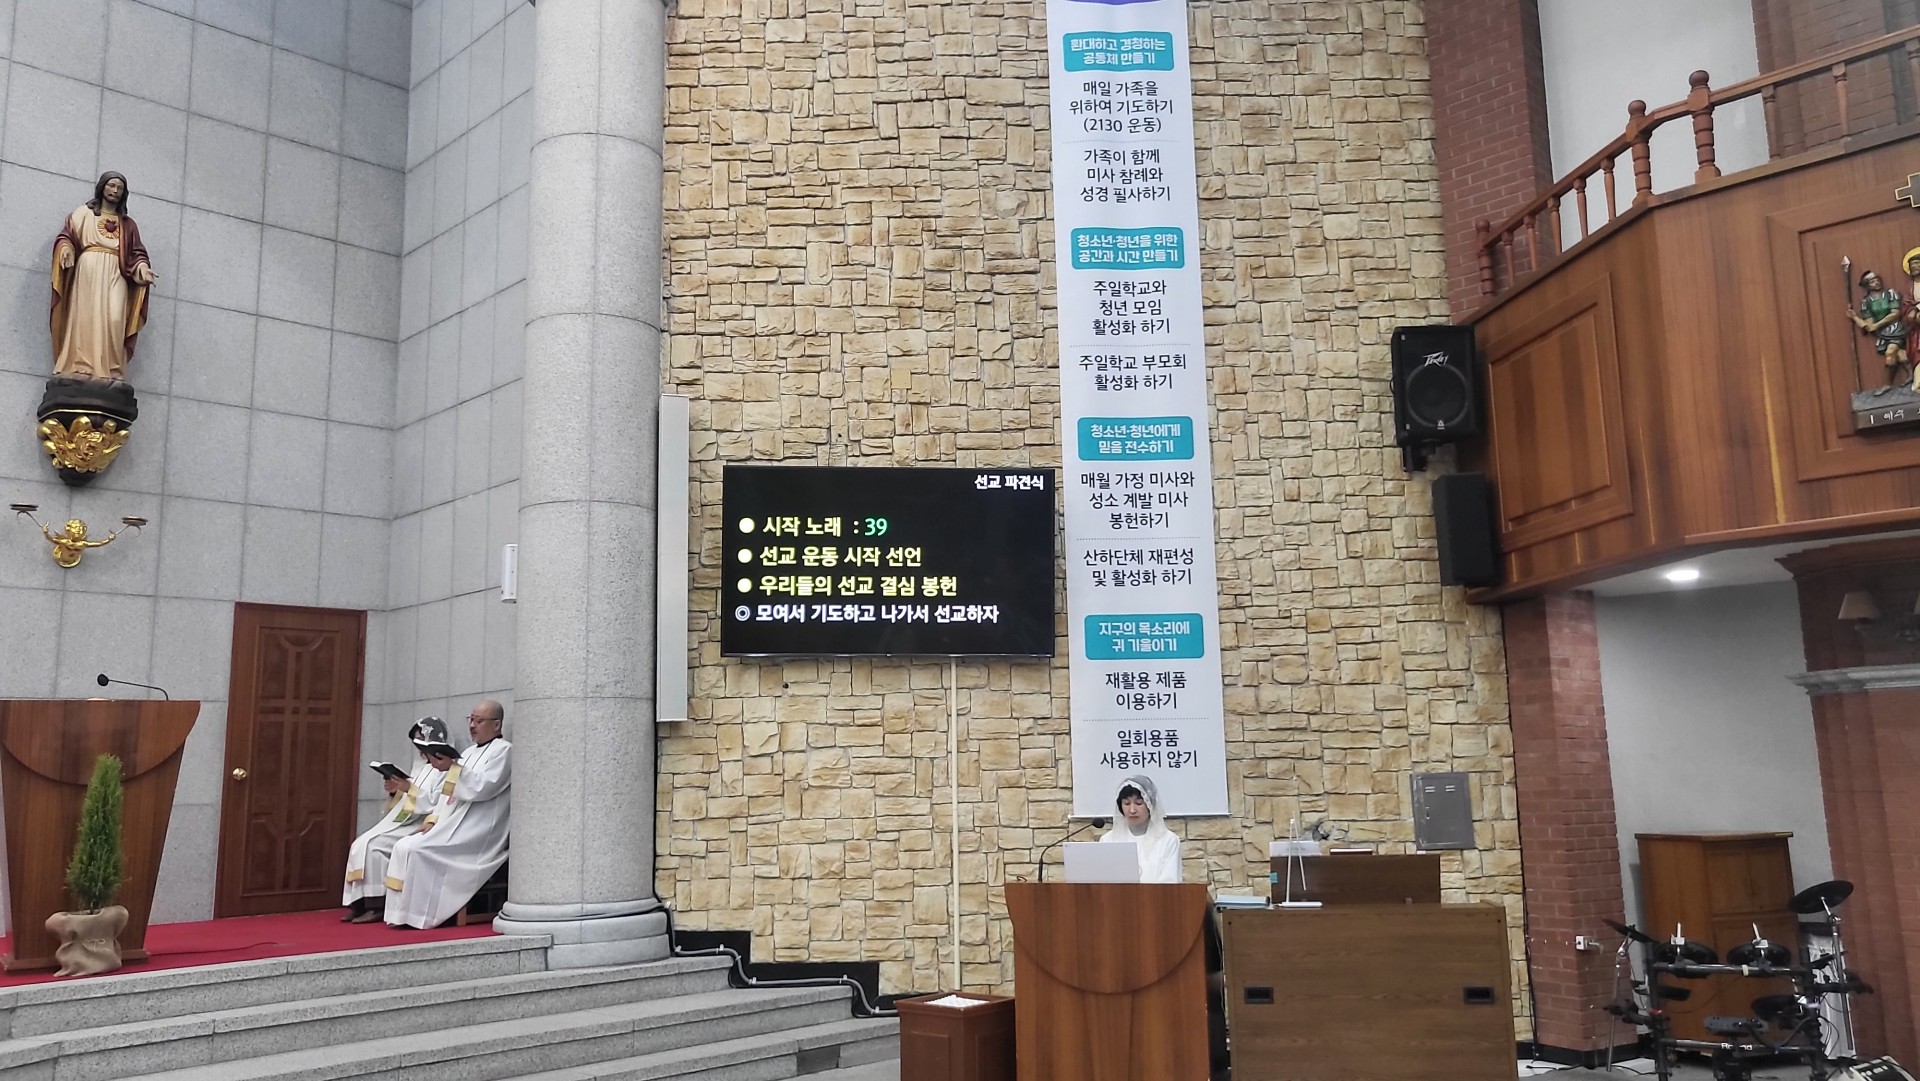 환대하고 경청하는
공동체 만들기
매일 가족을
위하여 기도하기
(2130 운동)
가족이 함께
미사 참례와
성경 필사하기
청소년·청년을 위한
공간과 시간 만들기
주일학교와
청년 모임
활성화 하기
주일학교 부모회
활성화 하기
청소년·청년에게
믿음 전수하기
매월 가정 미사와
성소 계발 미사
봉헌하기
산하단체 재편성
및 활성화 하기
지구의 목소리에
귀 기울이기
재활용 제품
이용하기
일회용품
사용하지 않기
선교 파견식
● 시작 노래 : 39
● 선교 운동 시작 선언
● 우리들의 선교 결심 봉헌
◎ 모여서 기도하고 나가서 선교하자
Peavey
I 예수